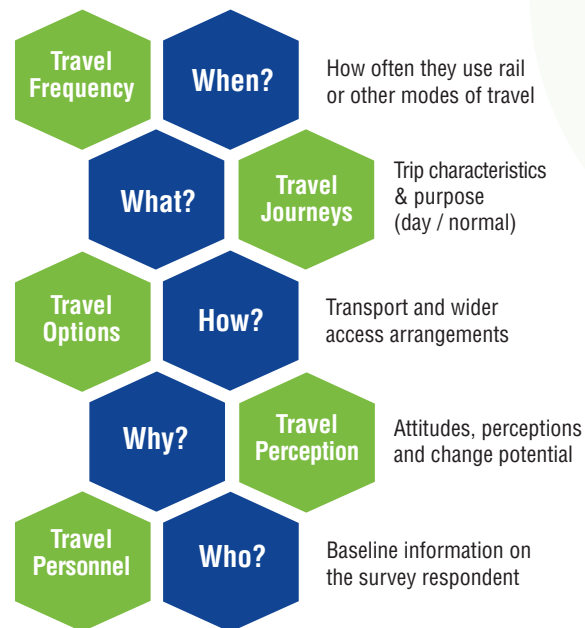 Travel
Frequency
When?
How often they use rail
or other modes of travel
What?
Travel
Journeys
Trip characteristics
& purpose
(day / normal)
Travel
Options
How?
Transport and wider
access arrangements
Why?
Travel
Perception
Attitudes, perceptions
and change potential
Travel
Personnel
Who?
Baseline information on
the survey respondent